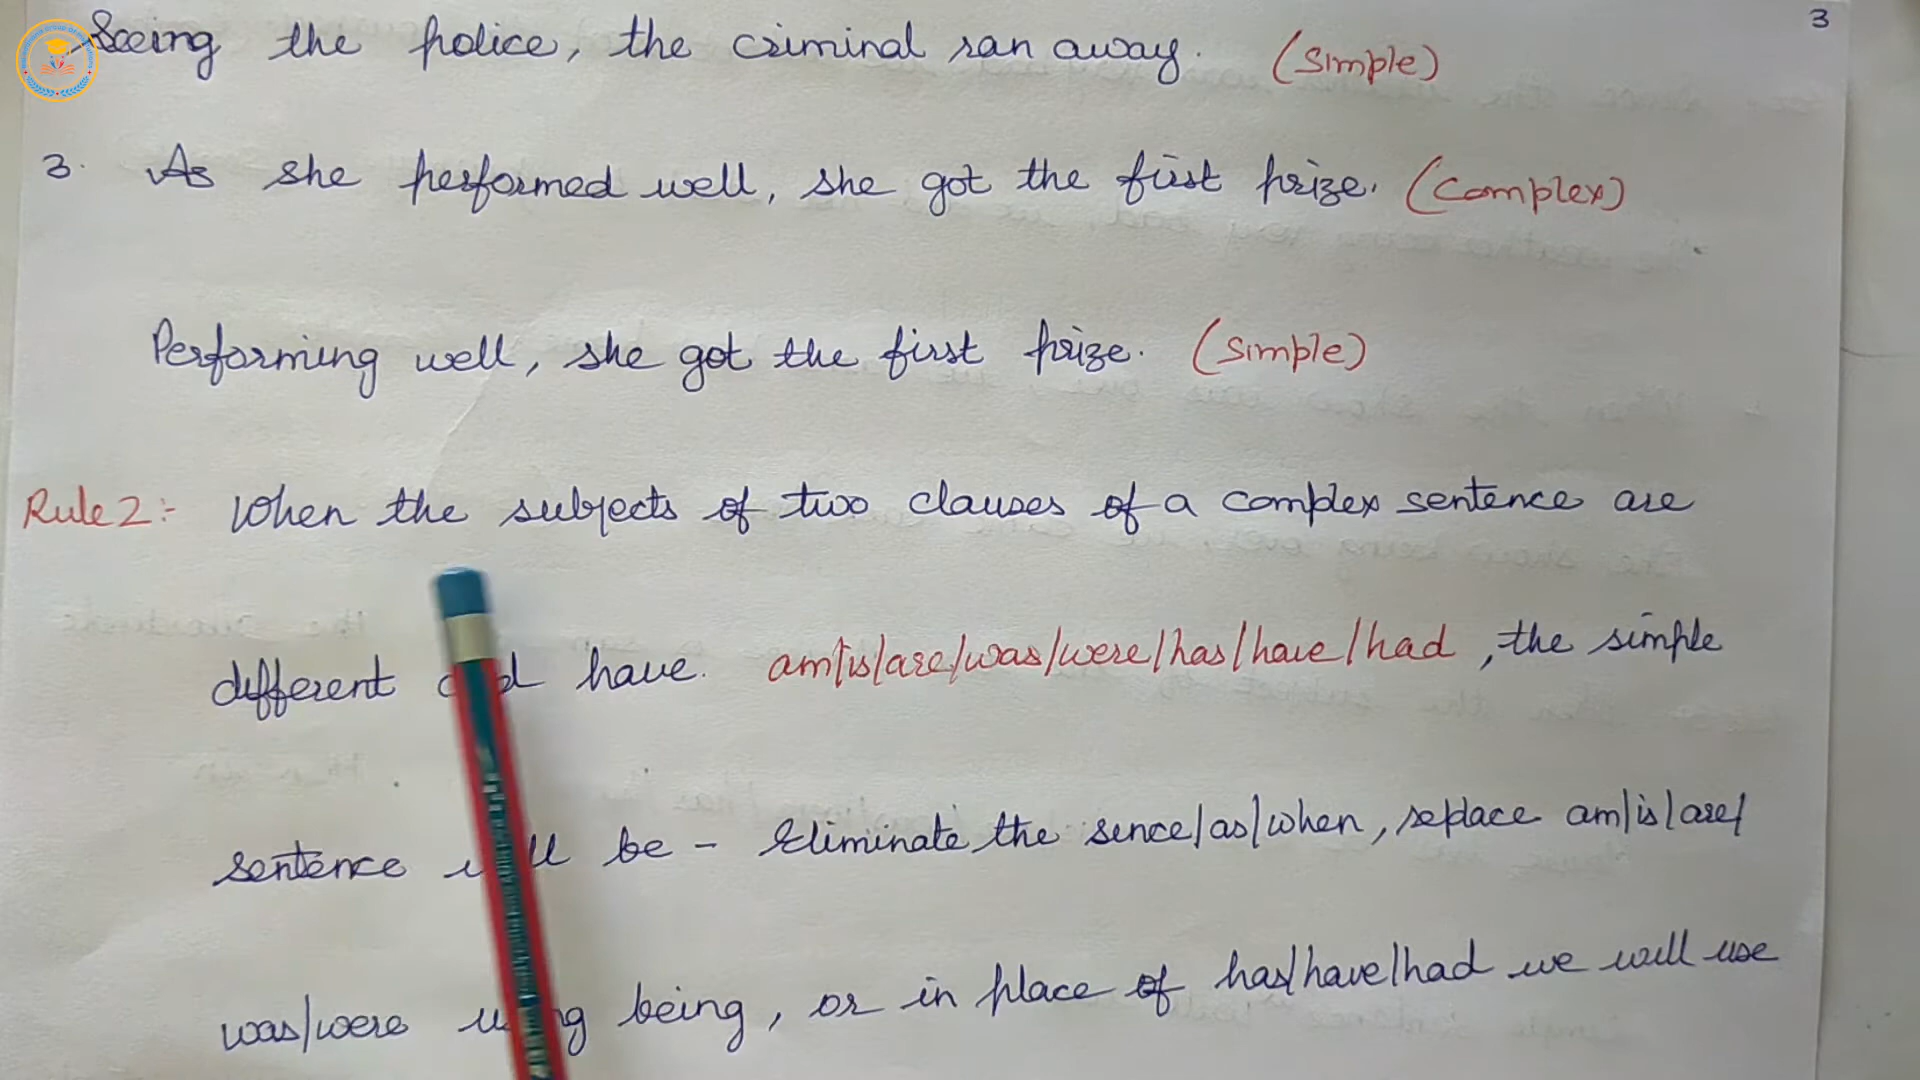 3
Seeing the police, the criminal ran away. (Simple)
3. As she performed well, she got the first prize. (Complex)
Performing well, she got the first prize. (Simple)
Rule 2:- When the subjects of two clauses of a complex sentence are
different have. am/is/are/was/were/has/have/had, the simple
sentence be - Eliminate the sence/as/when, replace am/is/are/
was/were being, or in place of has/have/had we will use